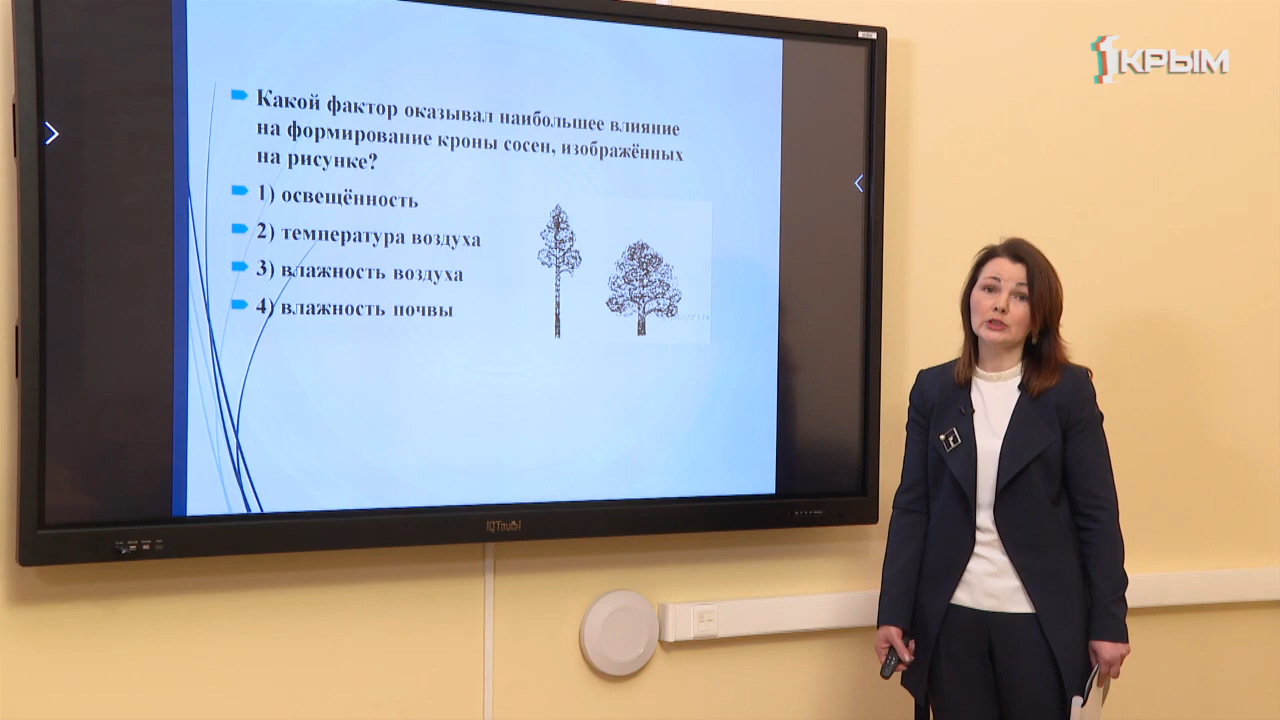 1КРЫМ
Какой фактор оказывал наибольшее влияние
на формирование кроны сосен, изображённых
на рисунке?
1) освещённость
2) температура воздуха
3) влажность воздуха
4) влажность почвы
IQTouch